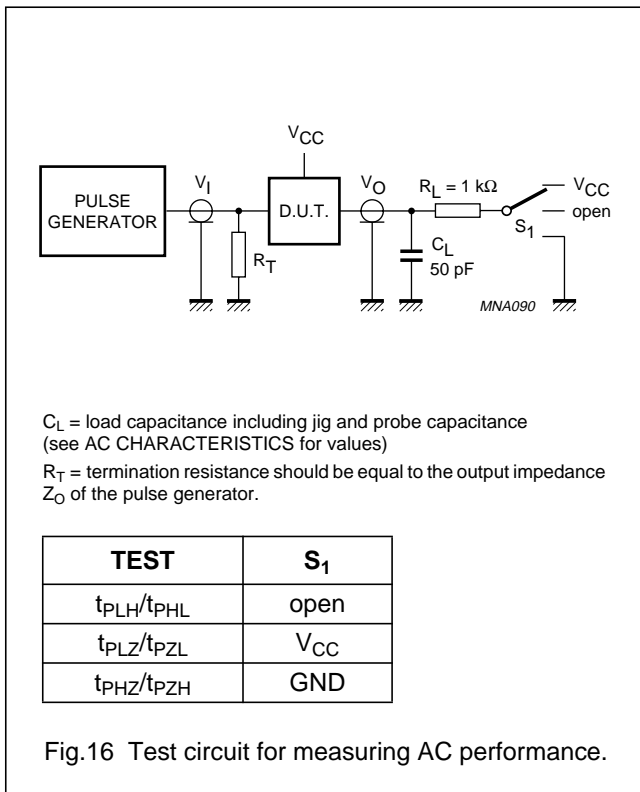 V_CC
PULSE GENERATOR
V_I
R_T
D.U.T.
V_O
C_L
50 pF
R_L = 1 kΩ
V_CC
open
S_1
MNA090
C_L = load capacitance including jig and probe capacitance
(see AC CHARACTERISTICS for values)
R_T = termination resistance should be equal to the output impedance
Z_O of the pulse generator.
TEST S_1
t_PLH/t_PHL open
t_PLZ/t_PZL V_CC
t_PHZ/t_PZH GND
Fig.16 Test circuit for measuring AC performance.